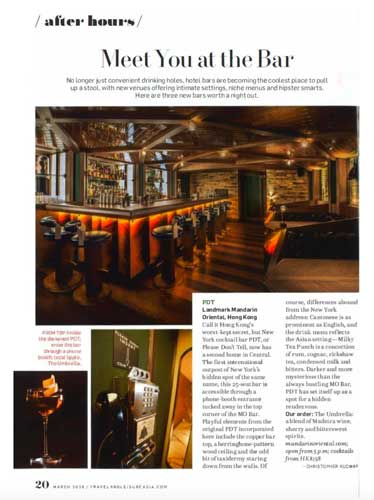 /after hours/
Meet You at the Bar
No longer just convenient drinking holes, hotel bars are becoming the coolest place to pull
up a stool, with new venues offering intimate settings, niche menus and hipster smarts.
Here are three new bars worth a night out.
FROM TOP: Inside
the designed PDT;
enter the bar
through a phone
booth; local tipple,
The Umbrella.
PDT
Landmark Mandarin
Oriental, Hong Kong
Call it Hong Kong's
worst-kept secret, but New
York cocktail bar PDT, or
Please Don't Tell, now has
a second home in Central.
The first international
outpost of New York's
hidden spot of the same
name, this 25-seat bar is
accessible through a
phone-booth entrance
tucked away in the top
corner of the MO Bar.
Playful elements from the
original PDT incorporated
here include the copper bar
top, a herringbone-pattern
wood ceiling and the odd
bit of taxidermy staring
down from the walls. Of
course, differences abound
from the New York
address: Cantonese is as
prominent as English, and
the drink menu reflects
the Asian setting—Milky
Tea Punch is a concoction
of rum, cognac, rickshaw
tea, condensed milk and
bitters. Darker and more
mysterious than the
always bustling MO Bar,
PDT has set itself up as a
spot for a hidden
rendezvous.
Our order: The Umbrella:
a blend of Madeira wine,
sherry and bittersweet
spirits.
mandarinoriental.com;
open from 5 p.m; cocktails
from HK$158
– CHRISTOPHER KUCWAY
20 MARCH 2018 / TRAVELANDLEISUREASIA.COM